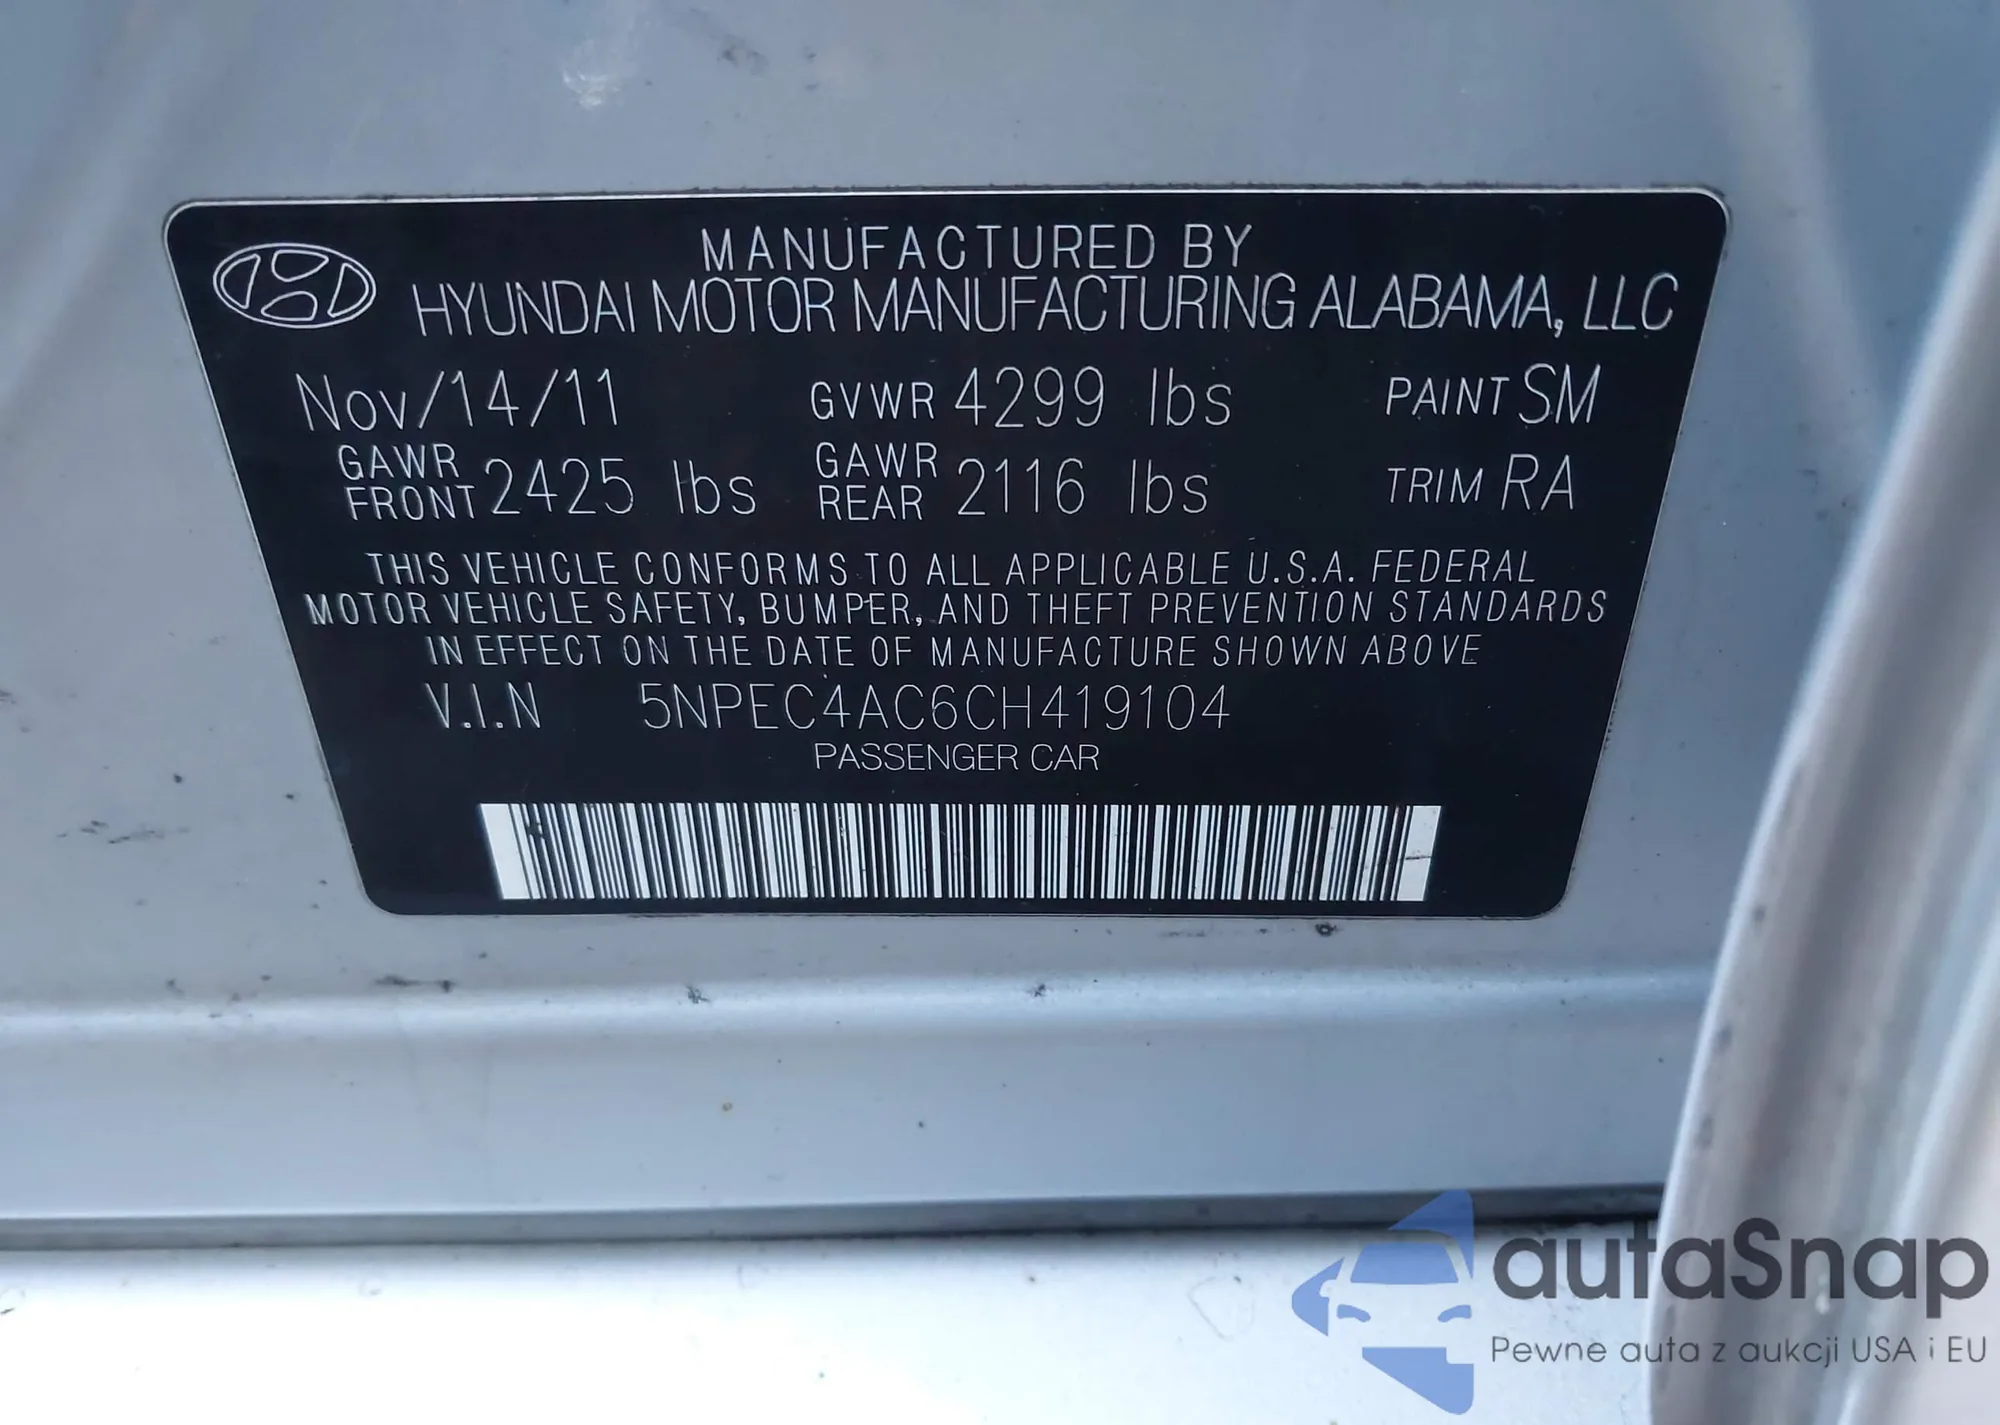 MANUFACTURED BY
HYUNDAI MOTOR MANUFACTURING ALABAMA, LLC
Nov/14/11 GVWR 4299 lbs PAINT SM
GAWR FRONT 2425 lbs GAWR REAR 2116 lbs TRIM RA
THIS VEHICLE CONFORMS TO ALL APPLICABLE U.S.A. FEDERAL
MOTOR VEHICLE SAFETY, BUMPER, AND THEFT PREVENTION STANDARDS
IN EFFECT ON THE DATE OF MANUFACTURE SHOWN ABOVE
V.I.N 5NPEC4AC6CH419104
PASSENGER CAR
autaSnap
Pewne auta z aukcji USA i EU